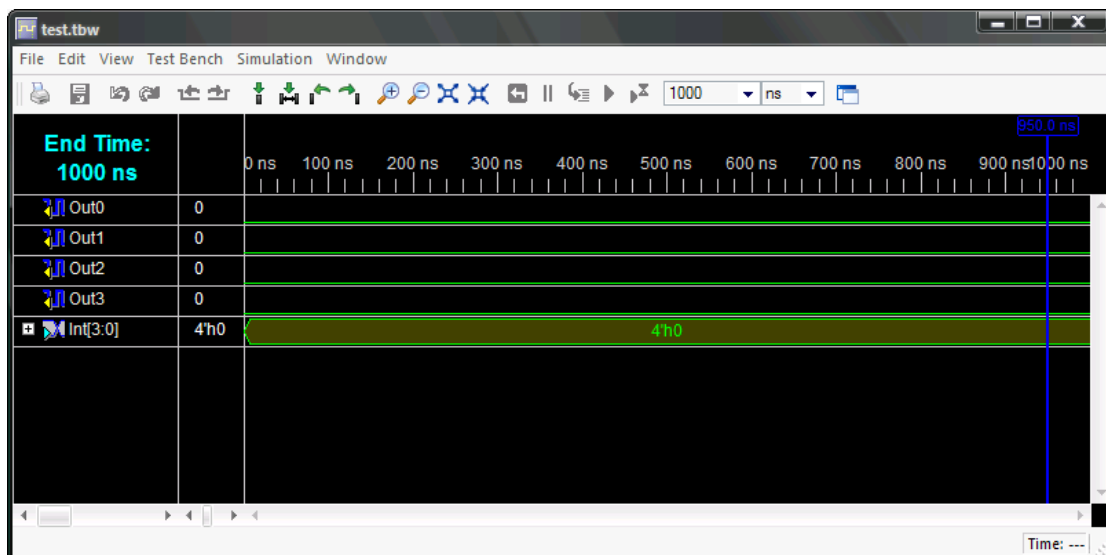 test.tbw
File Edit View Test Bench Simulation Window
1000 ns
End Time:
1000 ns
950.0 ns
0 ns 100 ns 200 ns 300 ns 400 ns 500 ns 600 ns 700 ns 800 ns 900 ns 1000 ns
Out0 0
Out1 0
Out2 0
Out3 0
Int[3:0] 4'h0 4'h0
Time: ---